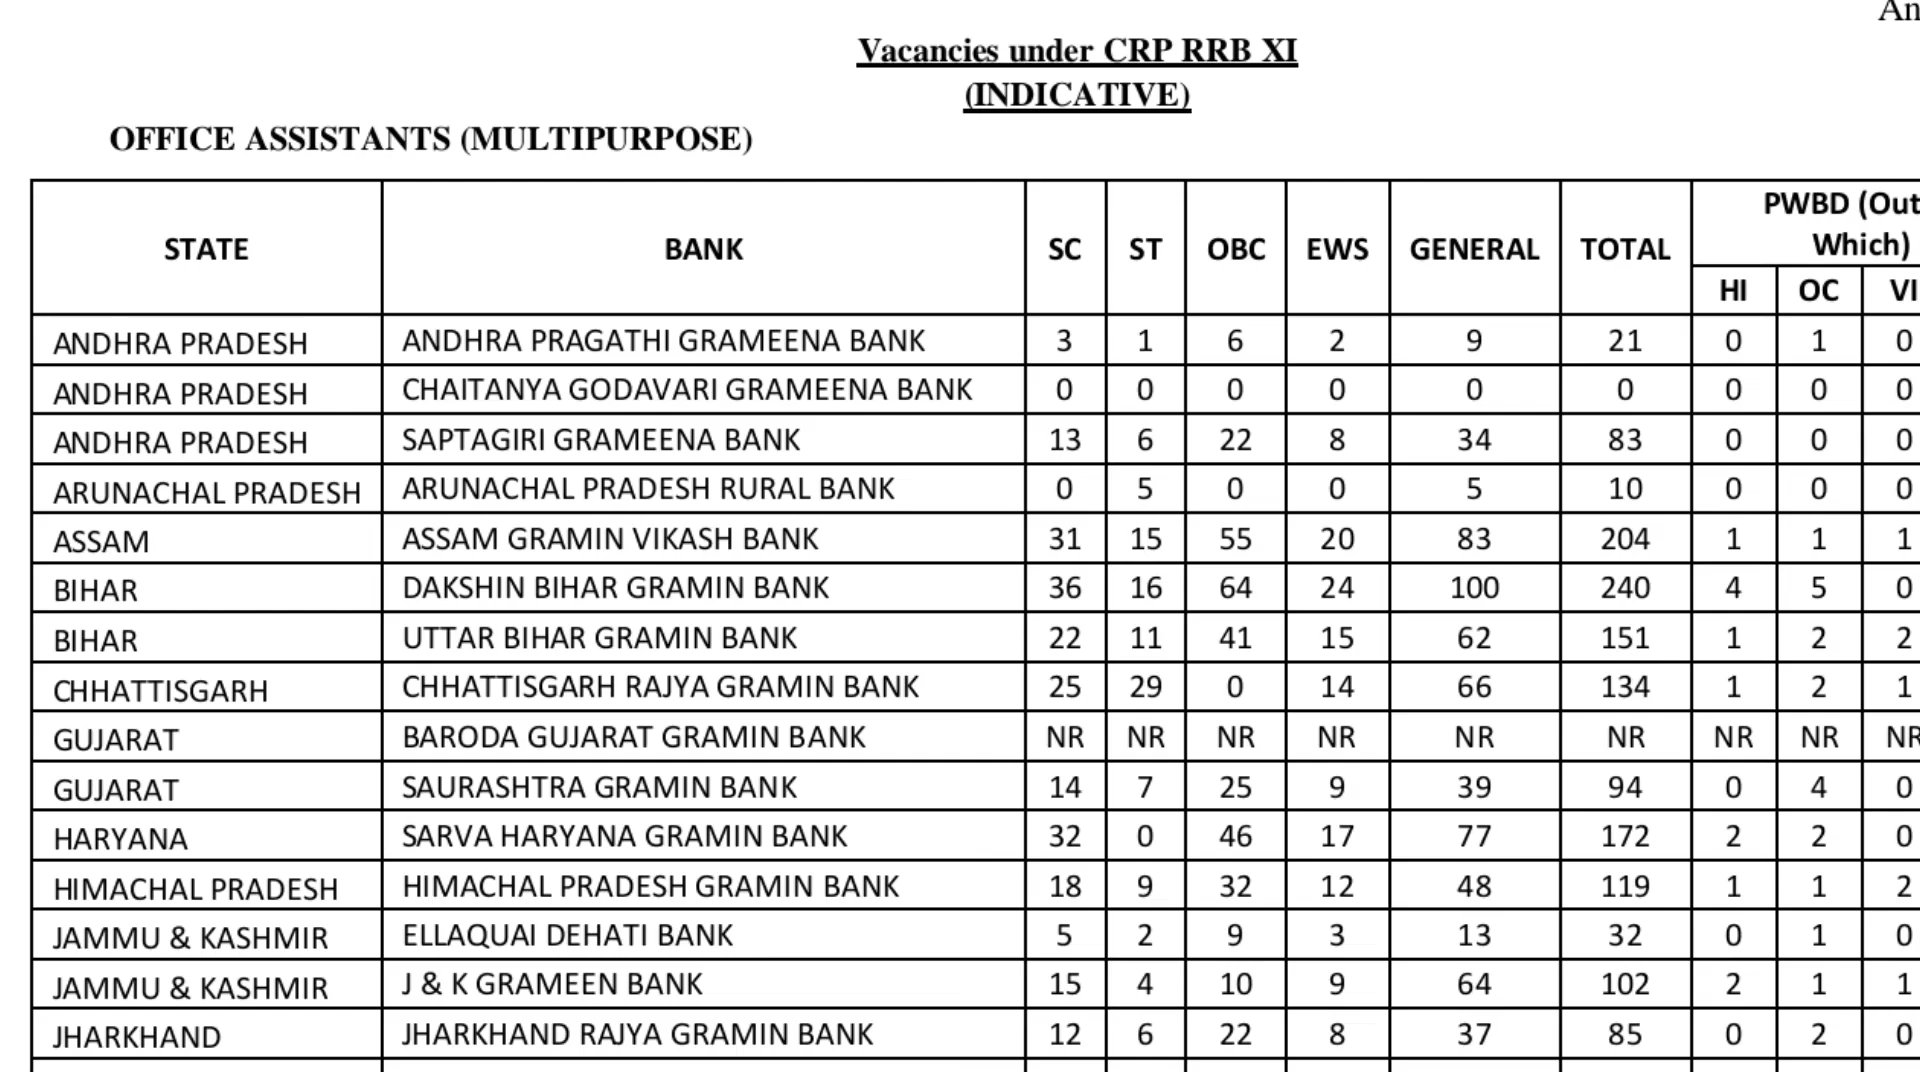 An
Vacancies under CRP RRB XI
(INDICATIVE)
OFFICE ASSISTANTS (MULTIPURPOSE)
STATE BANK SC ST OBC EWS GENERAL TOTAL PWBD (Out
Which)
HI OC VI
ANDHRA PRADESH ANDHRA PRAGATHI GRAMEENA BANK 3 1 6 2 9 21 0 1 0
ANDHRA PRADESH CHAITANYA GODAVARI GRAMEENA BANK 0 0 0 0 0 0 0 0 0
ANDHRA PRADESH SAPTAGIRI GRAMEENA BANK 13 6 22 8 34 83 0 0 0
ARUNACHAL PRADESH ARUNACHAL PRADESH RURAL BANK 0 5 0 0 5 10 0 0 0
ASSAM ASSAM GRAMIN VIKASH BANK 31 15 55 20 83 204 1 1 1
BIHAR DAKSHIN BIHAR GRAMIN BANK 36 16 64 24 100 240 4 5 0
BIHAR UTTAR BIHAR GRAMIN BANK 22 11 41 15 62 151 1 2 2
CHHATTISGARH CHHATTISGARH RAJYA GRAMIN BANK 25 29 0 14 66 134 1 2 1
GUJARAT BARODA GUJARAT GRAMIN BANK NR NR NR NR NR NR NR NR NR
GUJARAT SAURASHTRA GRAMIN BANK 14 7 25 9 39 94 0 4 0
HARYANA SARVA HARYANA GRAMIN BANK 32 0 46 17 77 172 2 2 0
HIMACHAL PRADESH HIMACHAL PRADESH GRAMIN BANK 18 9 32 12 48 119 1 1 2
JAMMU & KASHMIR ELLAQUAI DEHATI BANK 5 2 9 3 13 32 0 1 0
JAMMU & KASHMIR J & K GRAMEEN BANK 15 4 10 9 64 102 2 1 1
JHARKHAND JHARKHAND RAJYA GRAMIN BANK 12 6 22 8 37 85 0 2 0